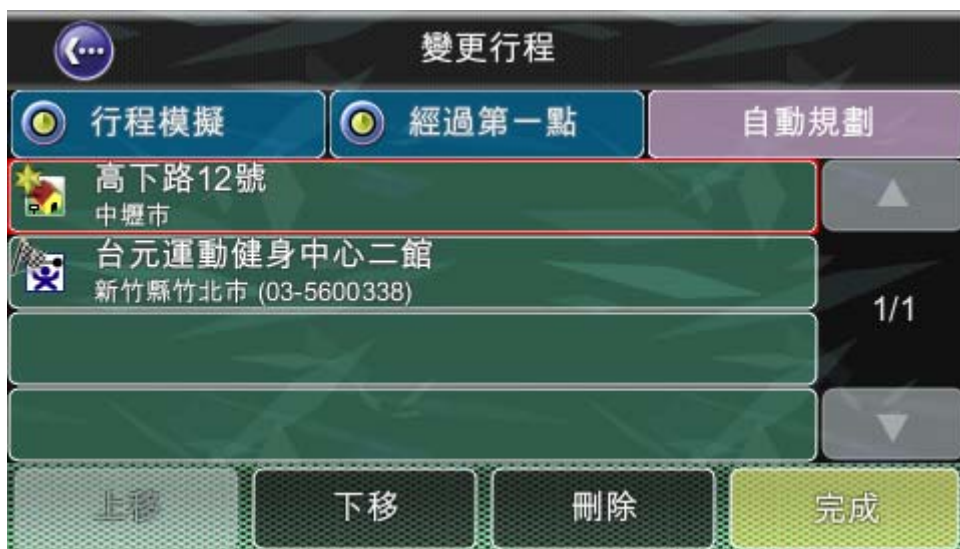 變更行程
行程模擬
經過第一點
自動規劃
高下路12號
中壢市
台元運動健身中心二館
新竹縣竹北市 (03-5600338)
1/1
上移
下移
刪除
完成